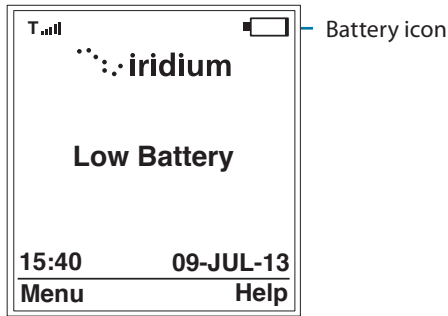 T
Battery icon
iridium
Low Battery
15:40 09-JUL-13
Menu Help